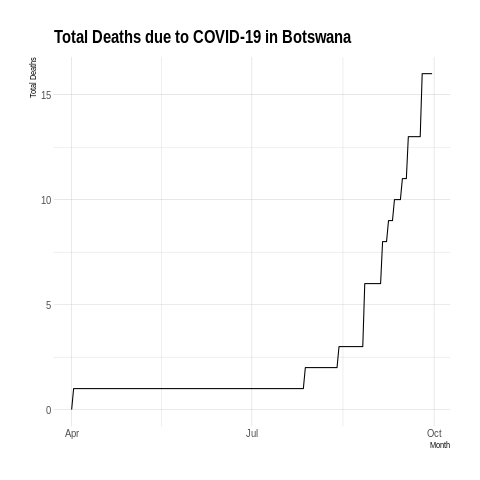 Total Deaths due to COVID-19 in Botswana
Total Deaths
15
10
5
0
Apr
Jul
Oct
Month